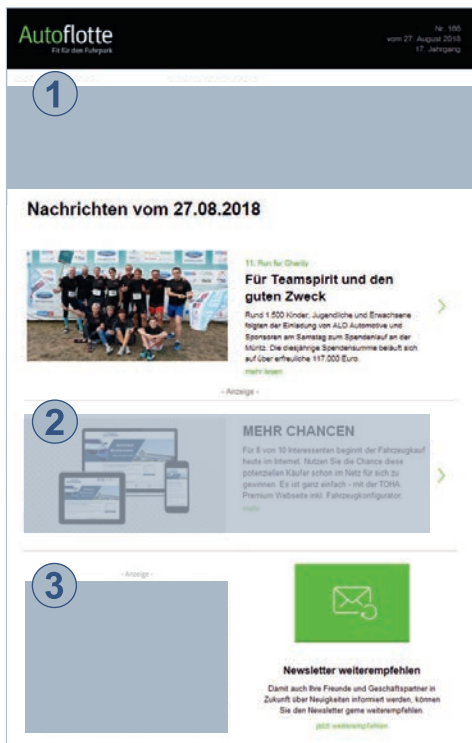 Autoflotte
Fit für den Fuhrpark
Nr. 166
vom 27. August 2018
17. Jahrgang
1
Nachrichten vom 27.08.2018
11. Run for Charity
Für Teamspirit und den
guten Zweck
Rund 1.500 Kinder, Jugendliche und Erwachsene
folgten der Einladung von ALD Automotive und
Sponsoren am Samstag zum Spendenlauf an der
Müritz. Die diesjährige Spendensumme beläuft sich
auf über erfreuliche 117.000 Euro.
mehr lesen
- Anzeige -
2
MEHR CHANCEN
Für 9 von 10 Interessenten beginnt der Fahrzeugkauf
heute im Internet. Nutzen Sie die Chance diese
potenziellen Käufer schon im Netz für sich zu
gewinnen. Es ist ganz einfach - mit der TOHA
Premium Webseite inkl. Fahrzeugkonfigurator.
mehr
3
- Anzeige -
Newsletter weiterempfehlen
Damit auch Ihre Freunde und Geschäftspartner in
Zukunft über Neuigkeiten informiert werden, können
Sie den Newsletter gerne weiterempfehlen.
jetzt weiterempfehlen